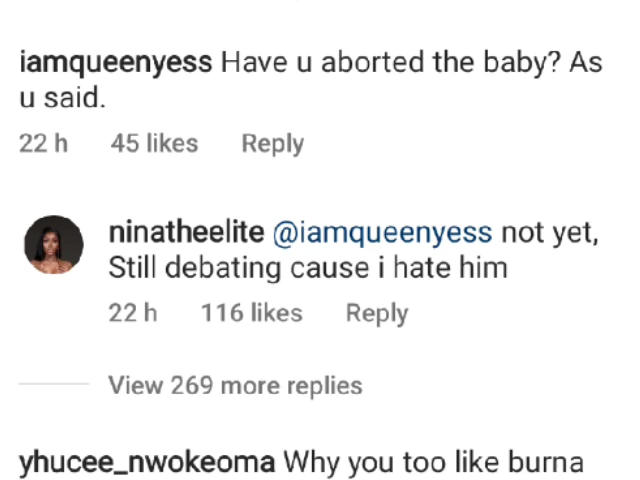 iamqueenyess Have u aborted the baby? As
u said.
22 h 45 likes Reply
ninatheelite @iamqueenyess not yet,
Still debating cause i hate him
22 h 116 likes Reply
View 269 more replies
yhucee_nwokeoma Why you too like burna